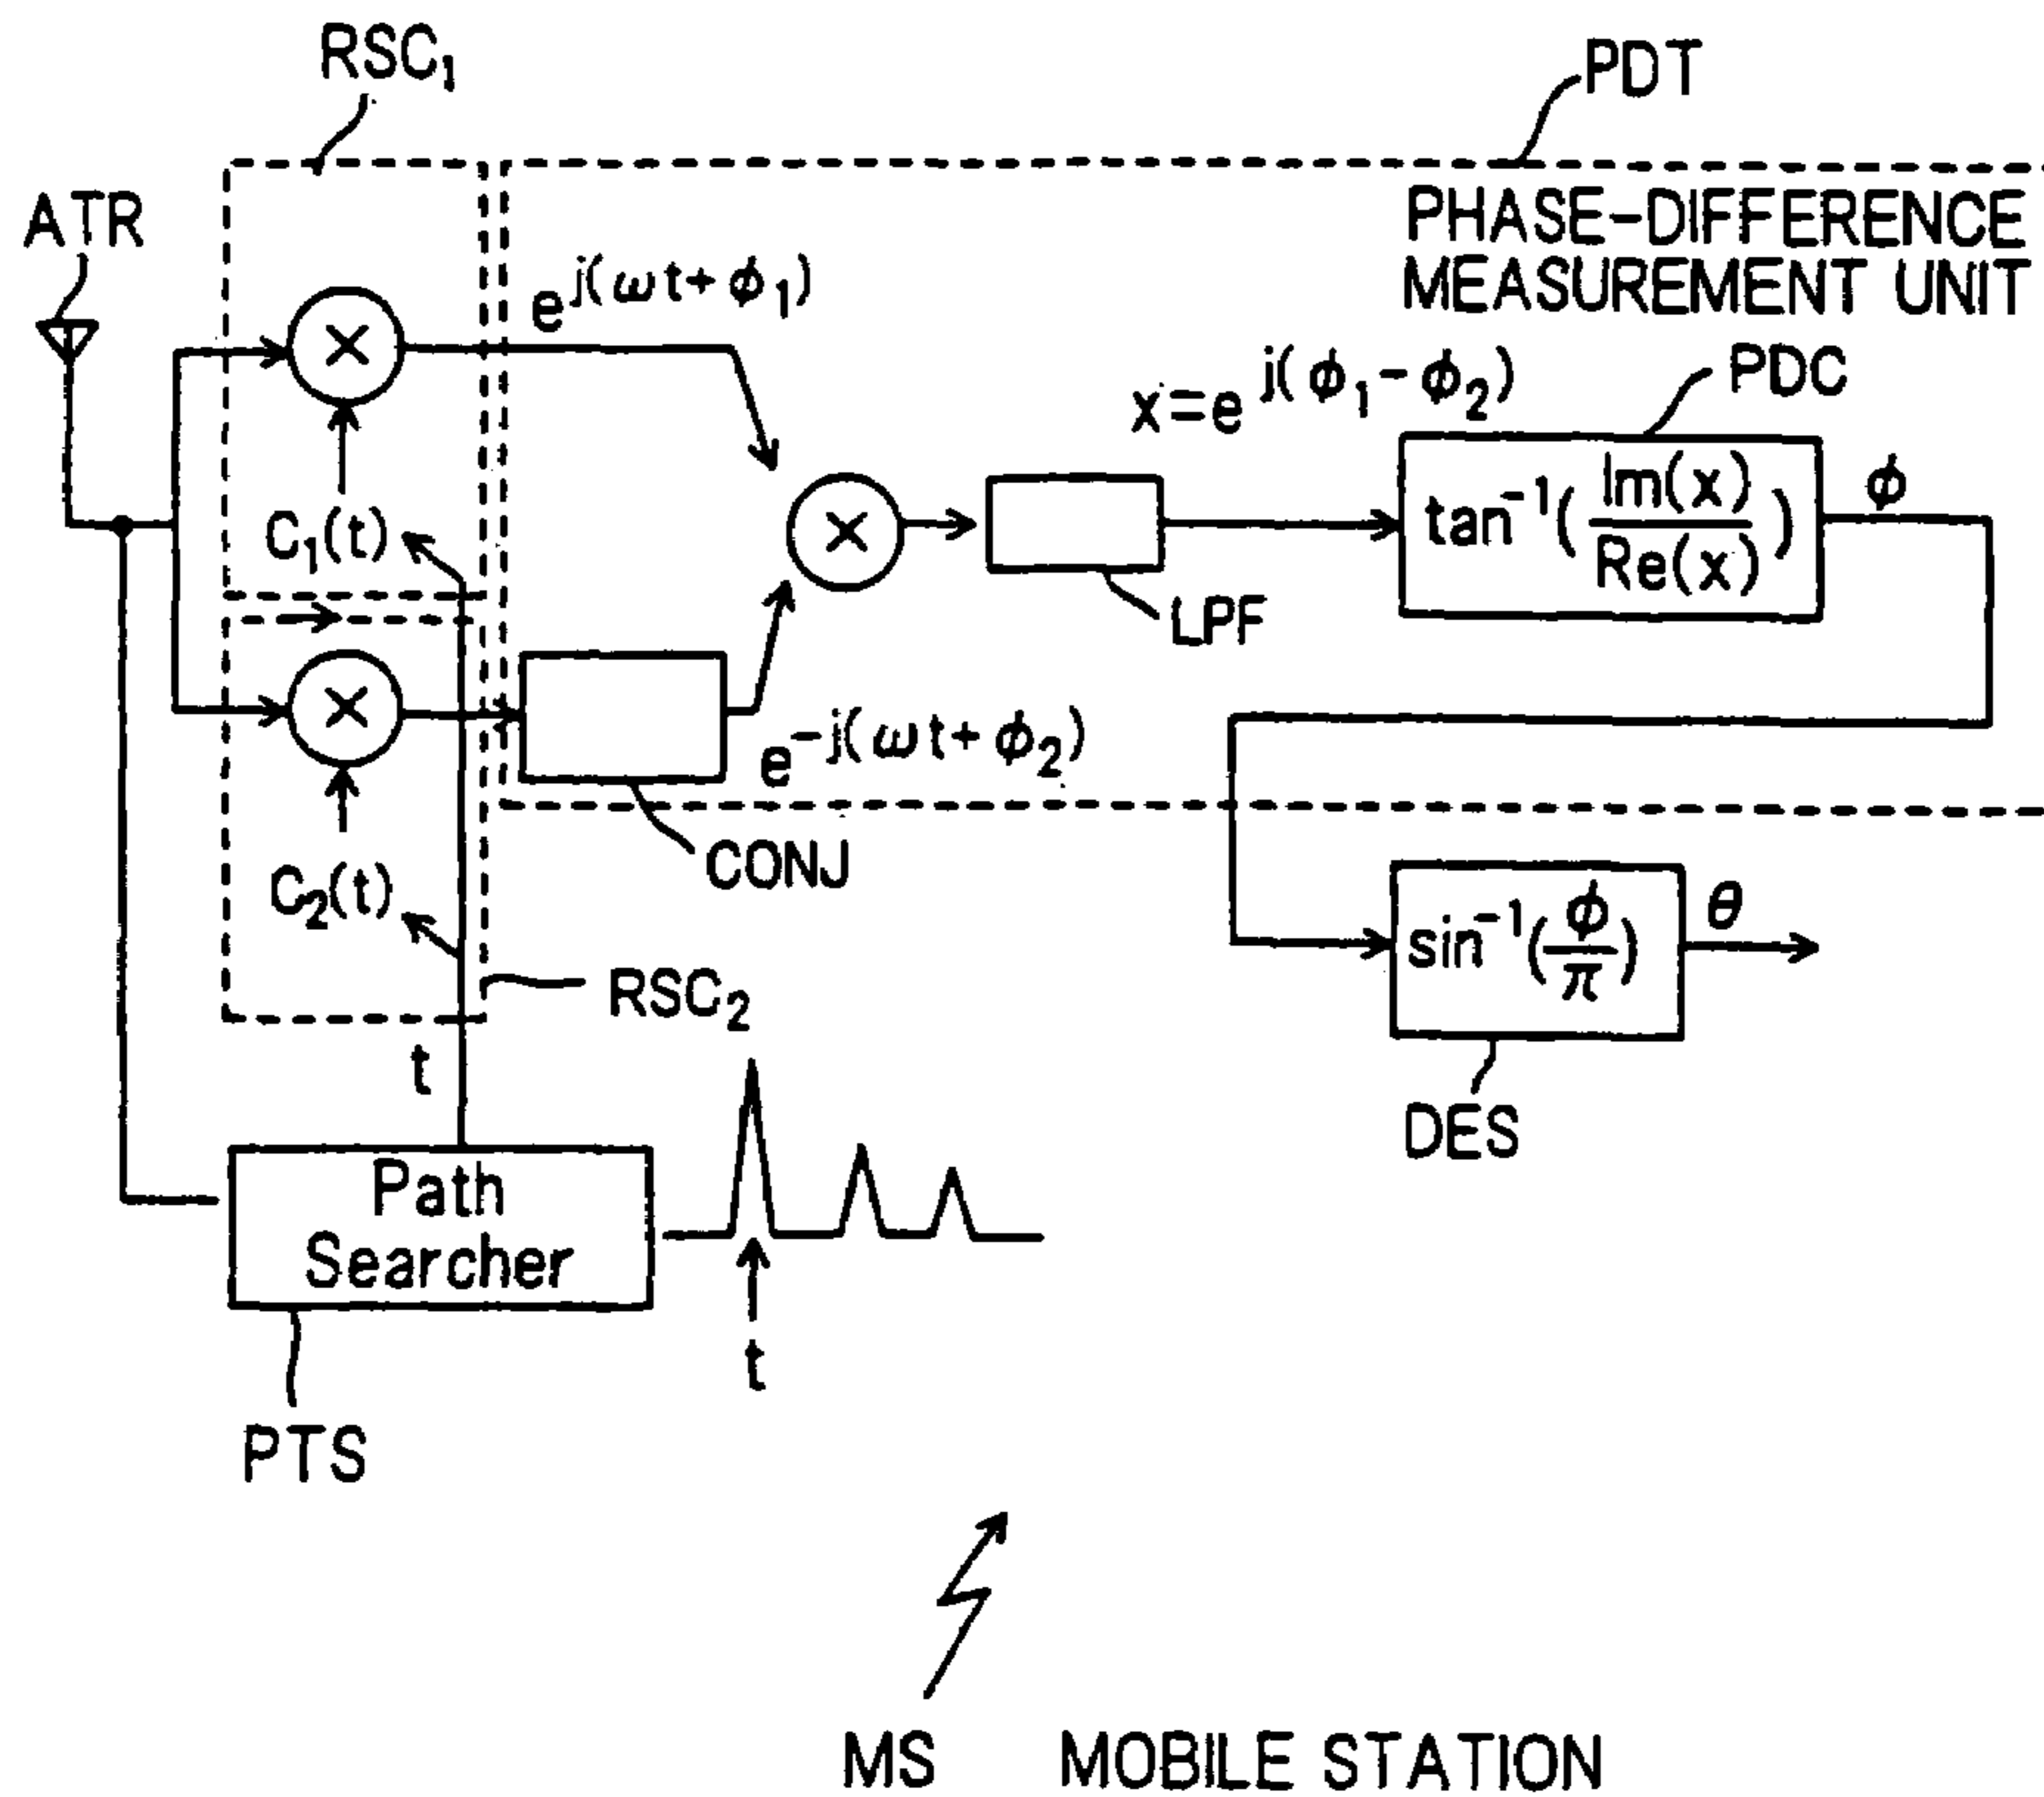 RSC₁
PDT
ATR
PHASE-DIFFERENCE
MEASUREMENT UNIT
e^{j(ωt+ϕ₁)}
x=e^{j(ϕ₁-ϕ₂)}
PDC
tan⁻¹(Im(x)/Re(x))
ϕ
C₁(t)
LPF
e^{-j(ωt+ϕ₂)}
CONJ
C₂(t)
sin⁻¹(ϕ/π)
θ
RSC₂
t
DES
Path
Searcher
t
PTS
MS MOBILE STATION